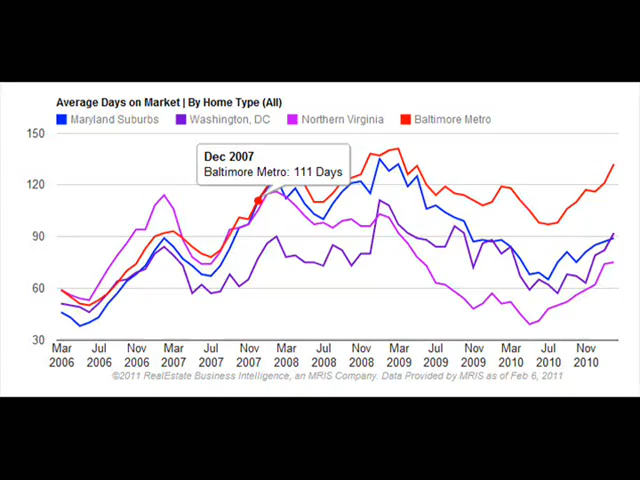 Average Days on Market | By Home Type (All)
Maryland Suburbs Washington, DC Northern Virginia Baltimore Metro
150
Dec 2007
Baltimore Metro: 111 Days
120
90
60
30
Mar Jul Nov Mar Jul Nov Mar Jul Nov Mar Jul Nov Mar Jul Nov
2006 2006 2006 2007 2007 2007 2008 2008 2008 2009 2009 2009 2010 2010 2010
©2011 RealEstate Business Intelligence, an MRIS Company. Data Provided by MRIS as of Feb 6, 2011